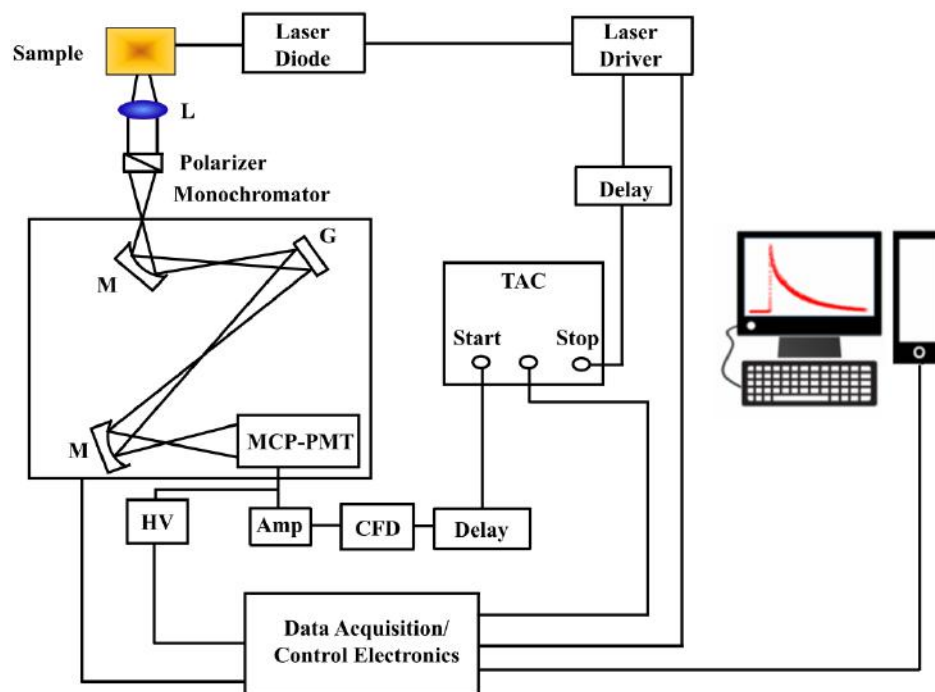 Laser
Diode
Laser
Driver
Sample
L
Polarizer
Monochromator
Delay
G
M
TAC
Start
Stop
M
MCP-PMT
HV
Amp
CFD
Delay
Data Acquisition/
Control Electronics